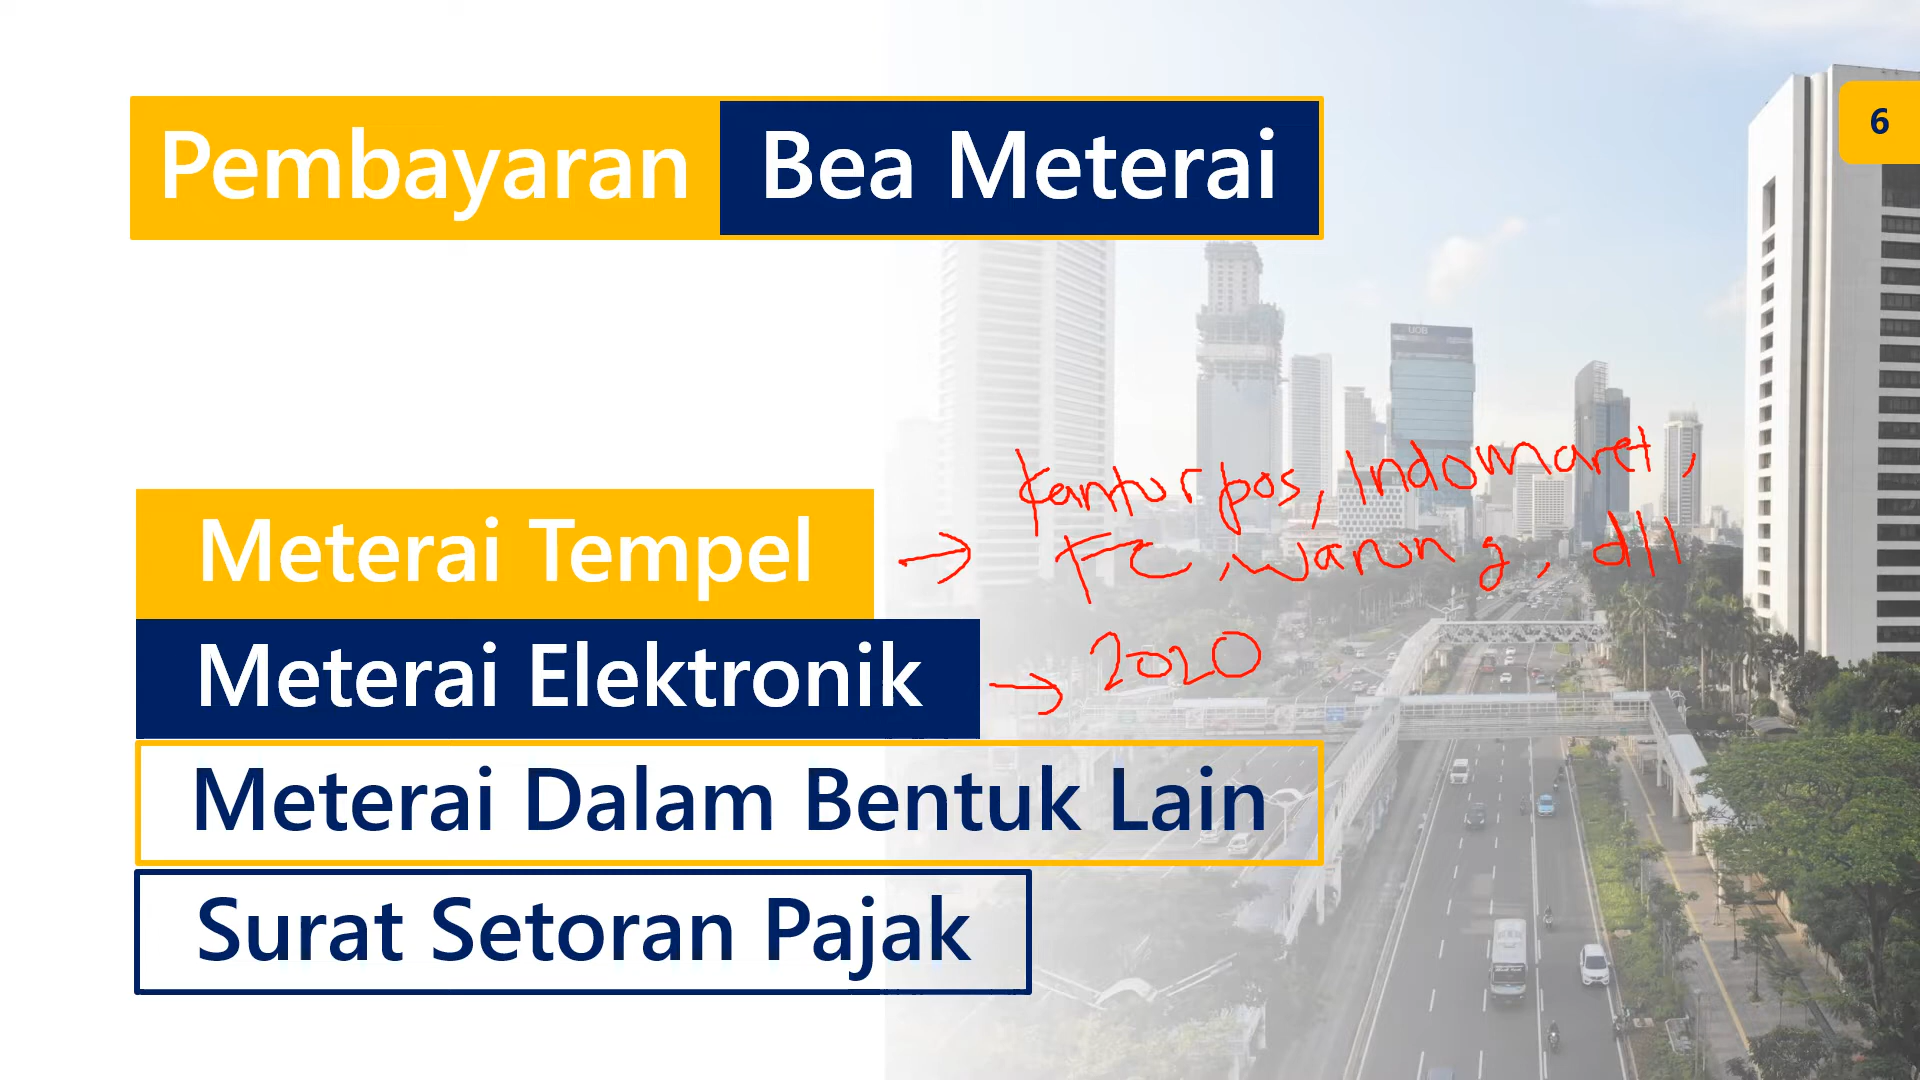 Pembayaran Bea Meterai
6
UOB
Meterai Tempel
→ Kantor pos, Indomaret,
FC, warung, dll
Meterai Elektronik
→ 2020
Meterai Dalam Bentuk Lain
Surat Setoran Pajak